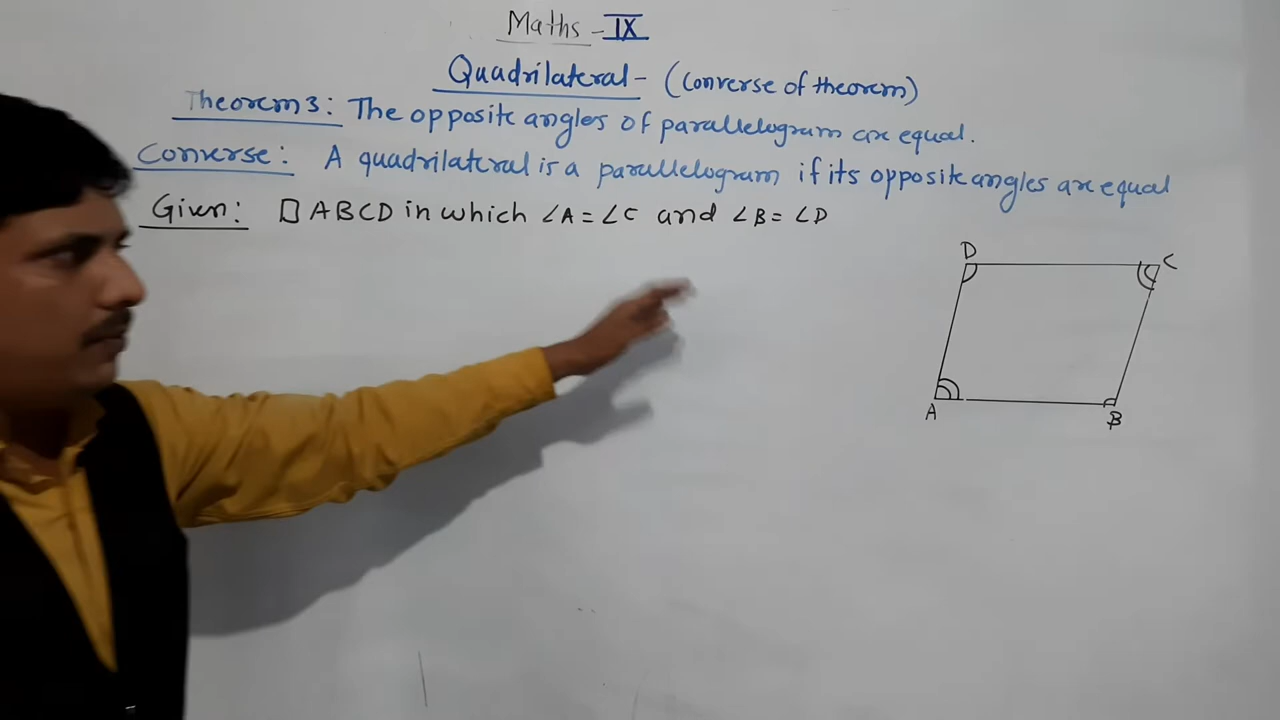 Maths - IX
Quadrilateral - (Converse of theorem)
Theorem 3: The opposite angles of parallelogram are equal.
Converse: A quadrilateral is a parallelogram if its opposite angles are equal
Given: □ ABCD in which ∠A = ∠C and ∠B = ∠D
D C
A B